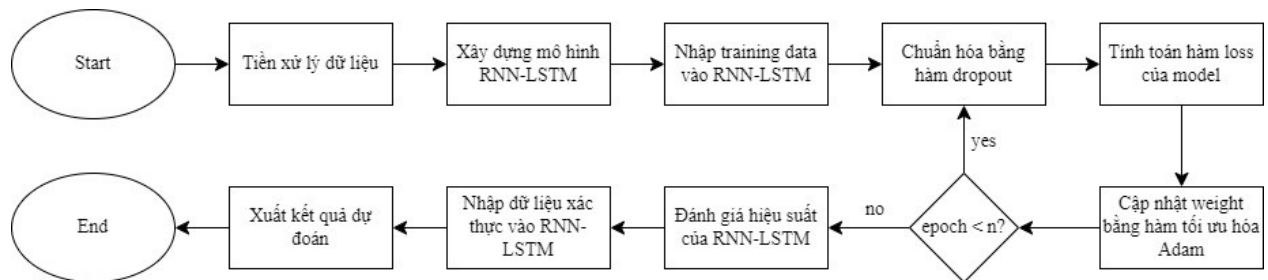 Start
Tiền xử lý dữ liệu
Xây dựng mô hình
RNN-LSTM
Nhập training data
vào RNN-LSTM
Chuẩn hóa bằng
hàm dropout
Tính toán hàm loss
của model
yes
Cập nhật weight
bằng hàm tối ưu hóa
Adam
epoch < n?
no
Đánh giá hiệu suất
của RNN-LSTM
Nhập dữ liệu xác
thực vào RNN-
LSTM
Xuất kết quả dự
đoán
End